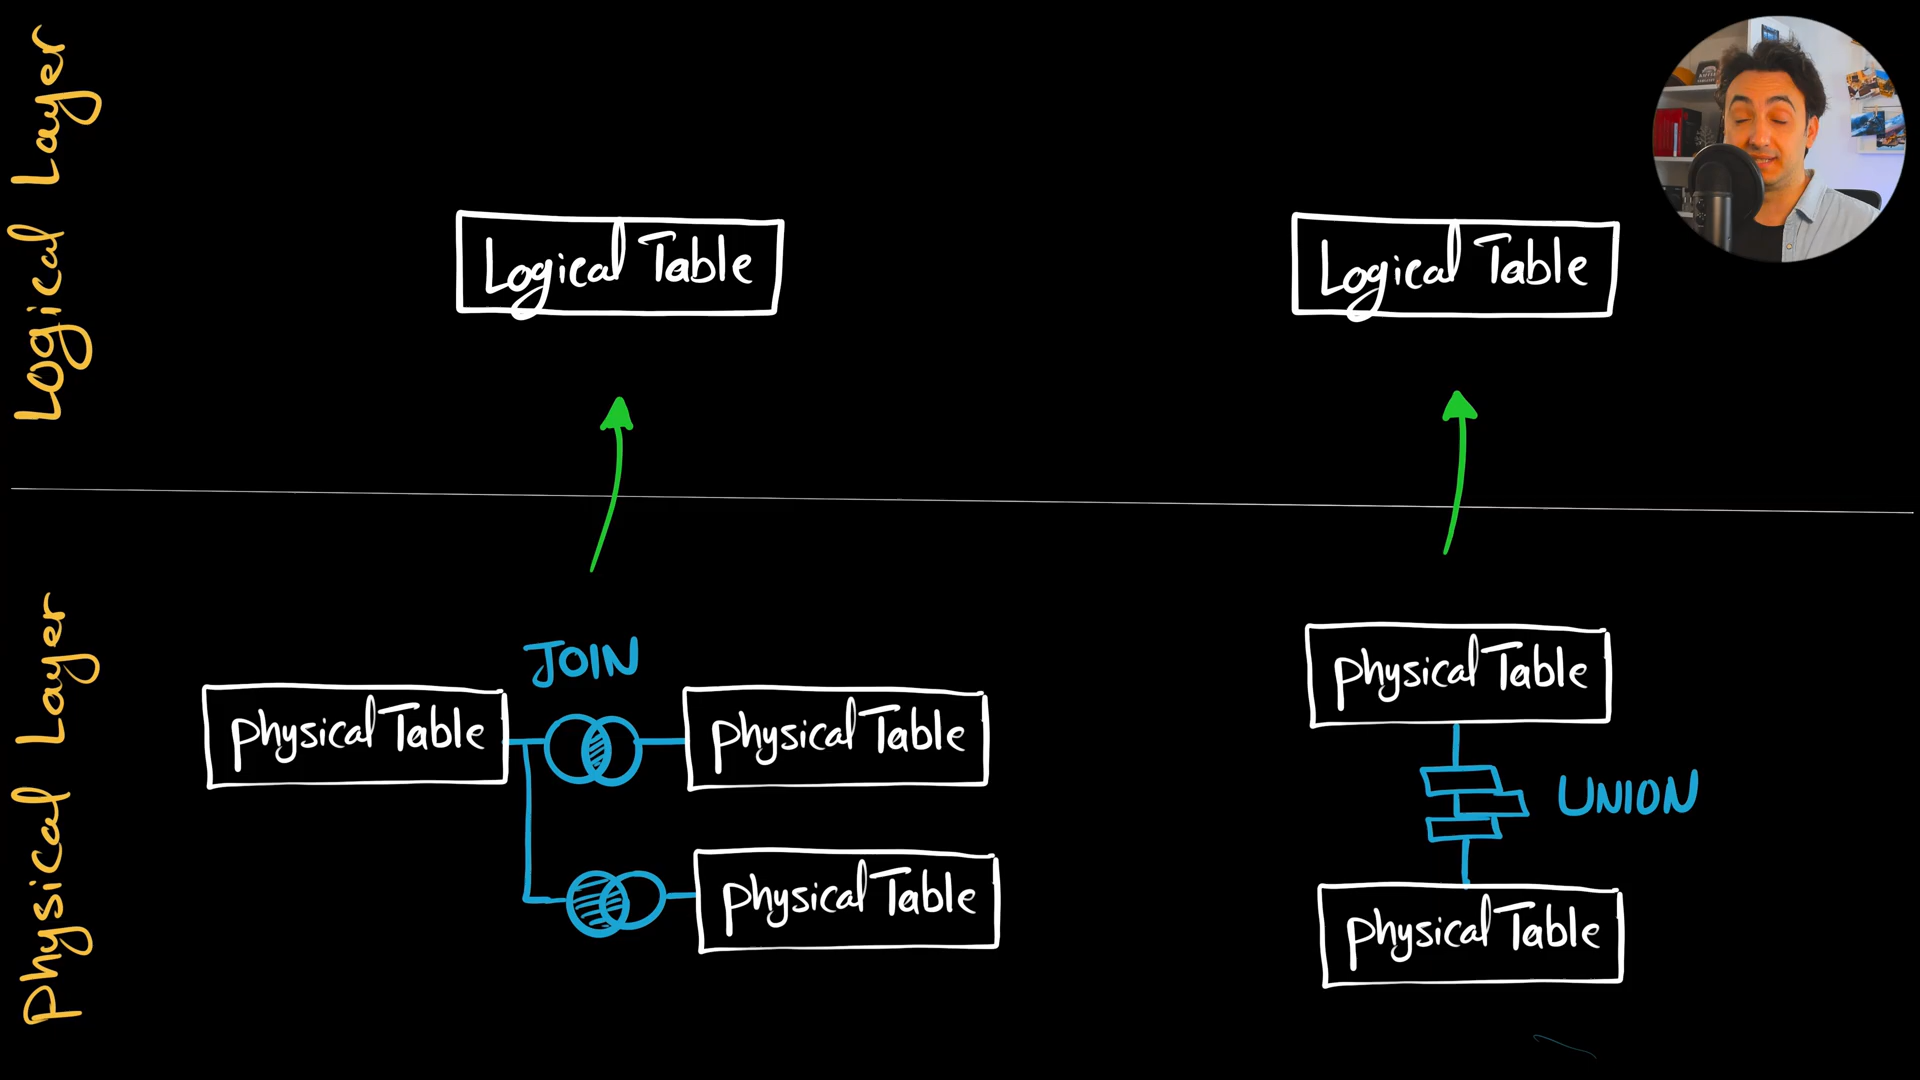 Logical Layer
Logical Table
Logical Table
Physical Layer
JOIN
Physical Table
Physical Table
Physical Table
Physical Table
UNION
Physical Table